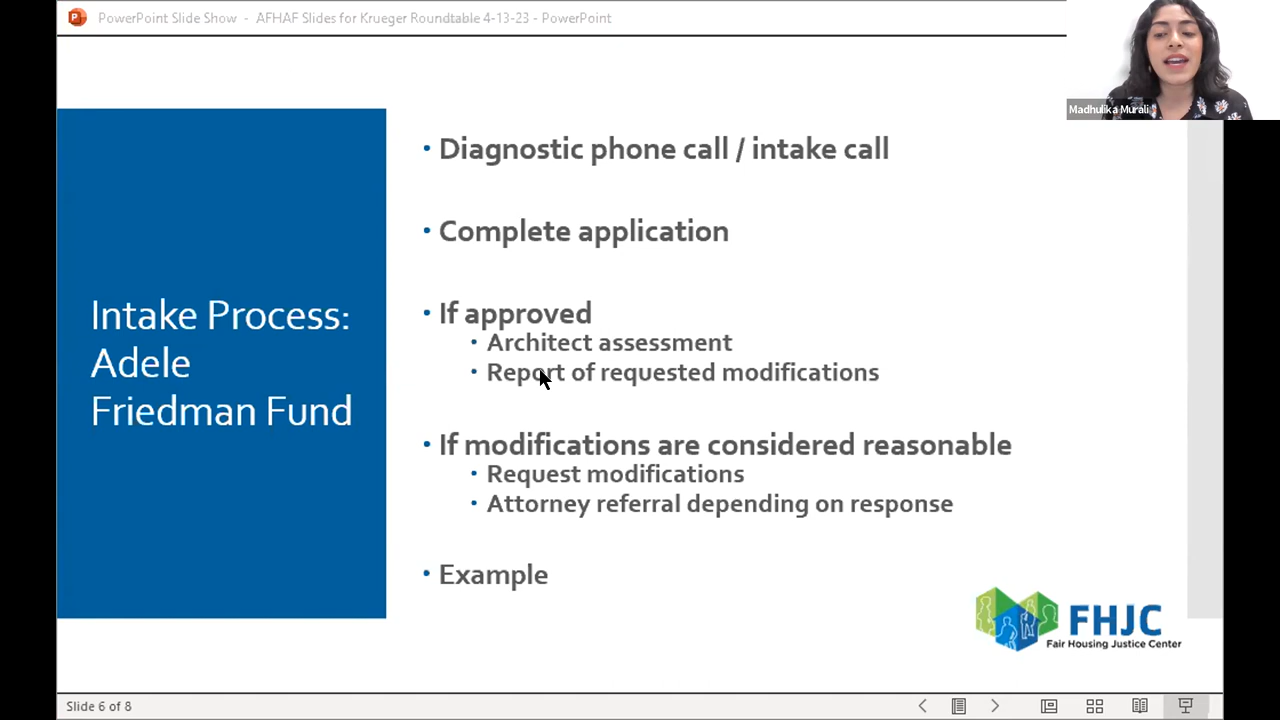 PowerPoint Slide Show - AFHAF Slides for Krueger Roundtable 4-13-23 - PowerPoint
Madhulika Murali
Intake Process:
Adele
Friedman Fund
• Diagnostic phone call / intake call
• Complete application
• If approved
• Architect assessment
• Report of requested modifications
• If modifications are considered reasonable
• Request modifications
• Attorney referral depending on response
• Example
FHJC
Fair Housing Justice Center
Slide 6 of 8